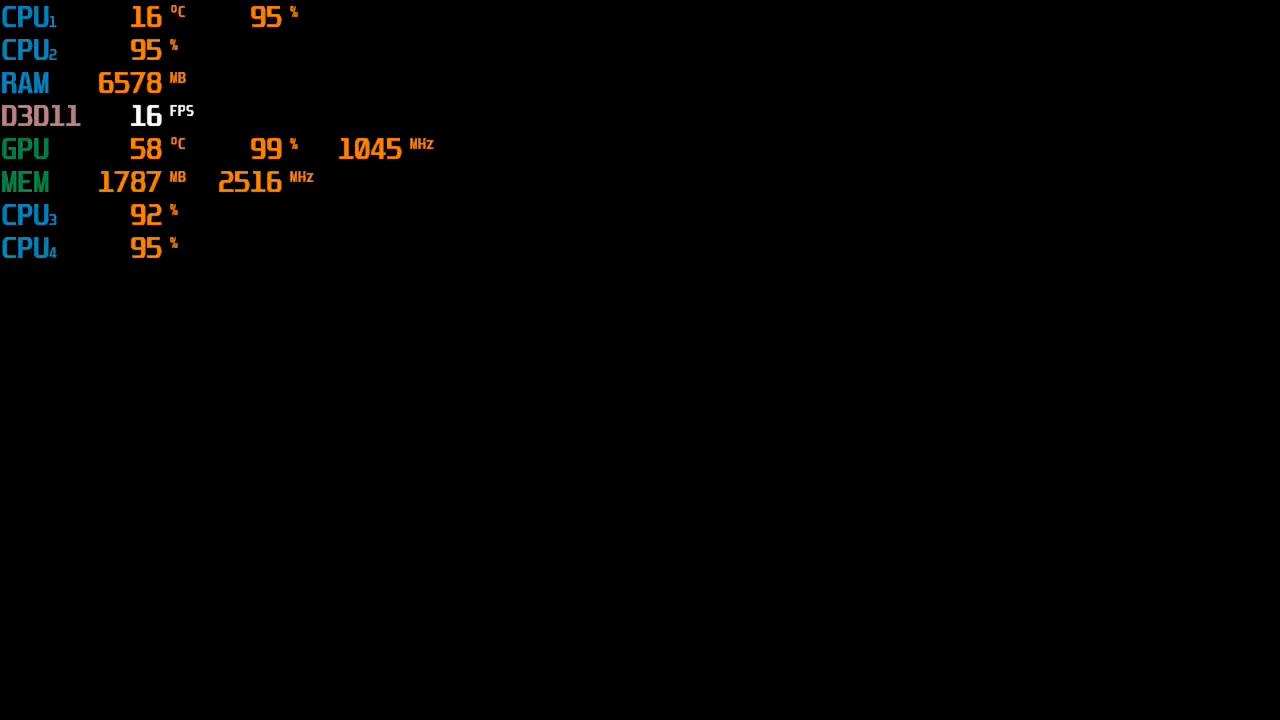 CPU1 16 °C 95 %
CPU2 95 %
RAM 6578 MB
D3D11 16 FPS
GPU 58 °C 99 % 1045 MHz
MEM 1787 MB 2516 MHz
CPU3 92 %
CPU4 95 %